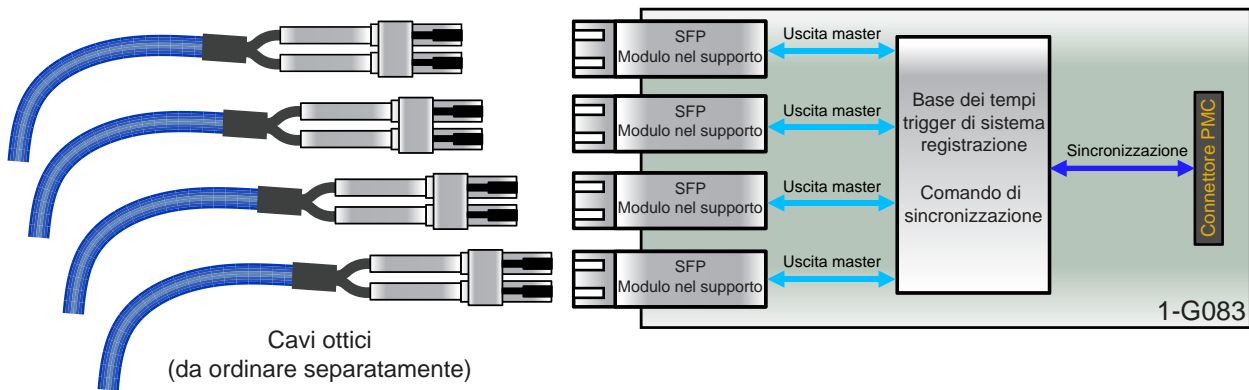 SFP
Modulo nel supporto
Uscita master
SFP
Modulo nel supporto
Uscita master
SFP
Modulo nel supporto
Uscita master
SFP
Modulo nel supporto
Uscita master
Base dei tempi
trigger di sistema
registrazione
Comando di
sincronizzazione
Sincronizzazione
Connettore PMC
1-G083
Cavi ottici
(da ordinare separatamente)